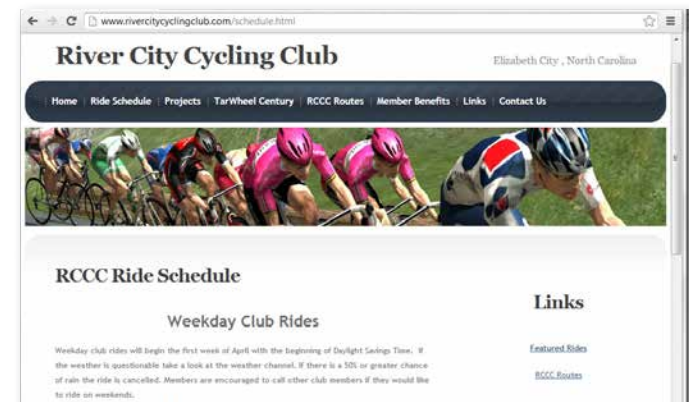 www.rivercitycyclingclub.com/schedule.html
River City Cycling Club
Elizabeth City , North Carolina
Home | Ride Schedule | Projects | TarWheel Century | RCCC Routes | Member Benefits | Links | Contact Us
RCCC Ride Schedule
Links
Weekday Club Rides
Weekday club rides will begin the first week of April with the beginning of Daylight Savings Time. If
the weather is questionable take a look at the weather channel. If there is a 50% or greater chance
of rain the ride is cancelled. Members are encouraged to call other club members if they would like
to ride on weekends.
Featured Rides
RCCC Routes